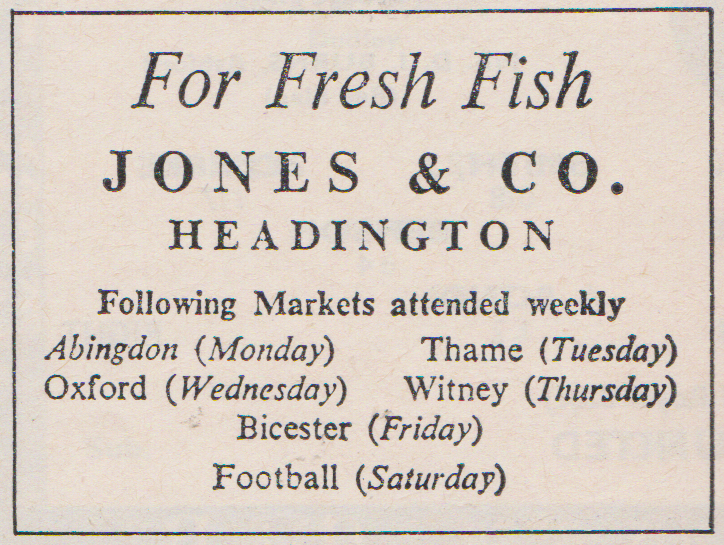 For Fresh Fish
JONES & CO.
HEADINGTON
Following Markets attended weekly
Abingdon (Monday) Thame (Tuesday)
Oxford (Wednesday) Witney (Thursday)
Bicester (Friday)
Football (Saturday)